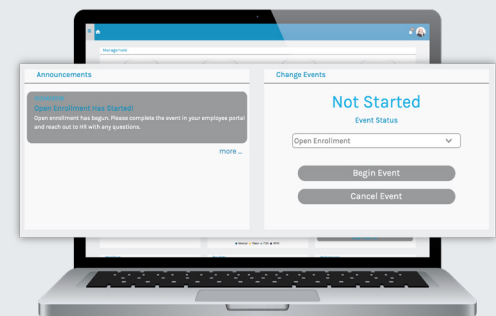 Management
Announcements
Open Enrollment Has Started!
Open enrollment has begun. Please complete the event in your employee portal
and reach out to HR with any questions.
more ...
Change Events
Not Started
Event Status
Open Enrollment
Begin Event
Cancel Event